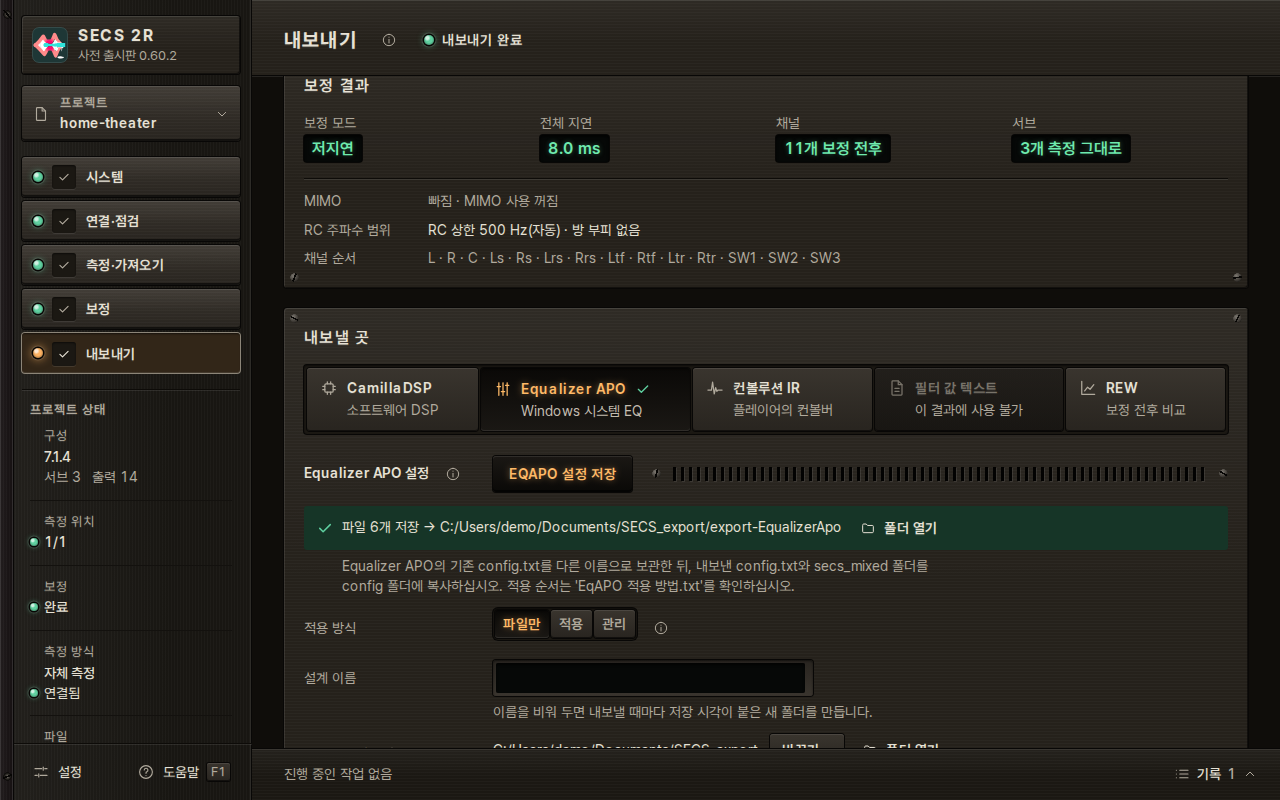 SECS 2R
사전 출시판 0.60.2
프로젝트
home-theater
시스템
연결·점검
측정·가져오기
보정
내보내기
프로젝트 상태
구성
7.1.4
서브 3 출력 14
측정 위치
1/1
보정
완료
측정 방식
자체 측정
연결됨
파일
설정
도움말 F1
내보내기
내보내기 완료
보정 결과
보정 모드 전체 지연 채널 서브
저지연 8.0 ms 11개 보정 전후 3개 측정 그대로
MIMO 빠짐 · MIMO 사용 꺼짐
RC 주파수 범위 RC 상한 500 Hz(자동) · 방 부피 없음
채널 순서 L · R · C · Ls · Rs · Lrs · Rrs · Ltf · Rtf · Ltr · Rtr · SW1 · SW2 · SW3
내보낼 곳
CamillaDSP
소프트웨어 DSP
Equalizer APO
Windows 시스템 EQ
컨볼루션 IR
플레이어의 컨볼버
필터 값 텍스트
이 결과에 사용 불가
REW
보정 전후 비교
Equalizer APO 설정 EQAPO 설정 저장
파일 6개 저장 → C:/Users/demo/Documents/SECS_export/export-EqualizerApo 폴더 열기
Equalizer APO의 기존 config.txt를 다른 이름으로 보관한 뒤, 내보낸 config.txt와 secs_mixed 폴더를
config 폴더에 복사하십시오. 적용 순서는 'EqAPO 적용 방법.txt'를 확인하십시오.
적용 방식 파일만 적용 관리
설계 이름
이름을 비워 두면 내보낼 때마다 저장 시각이 붙은 새 폴더를 만듭니다.
C:/Users/demo/Documents/SECS_export 바꾸기 폴더 열기
진행 중인 작업 없음
기록 1